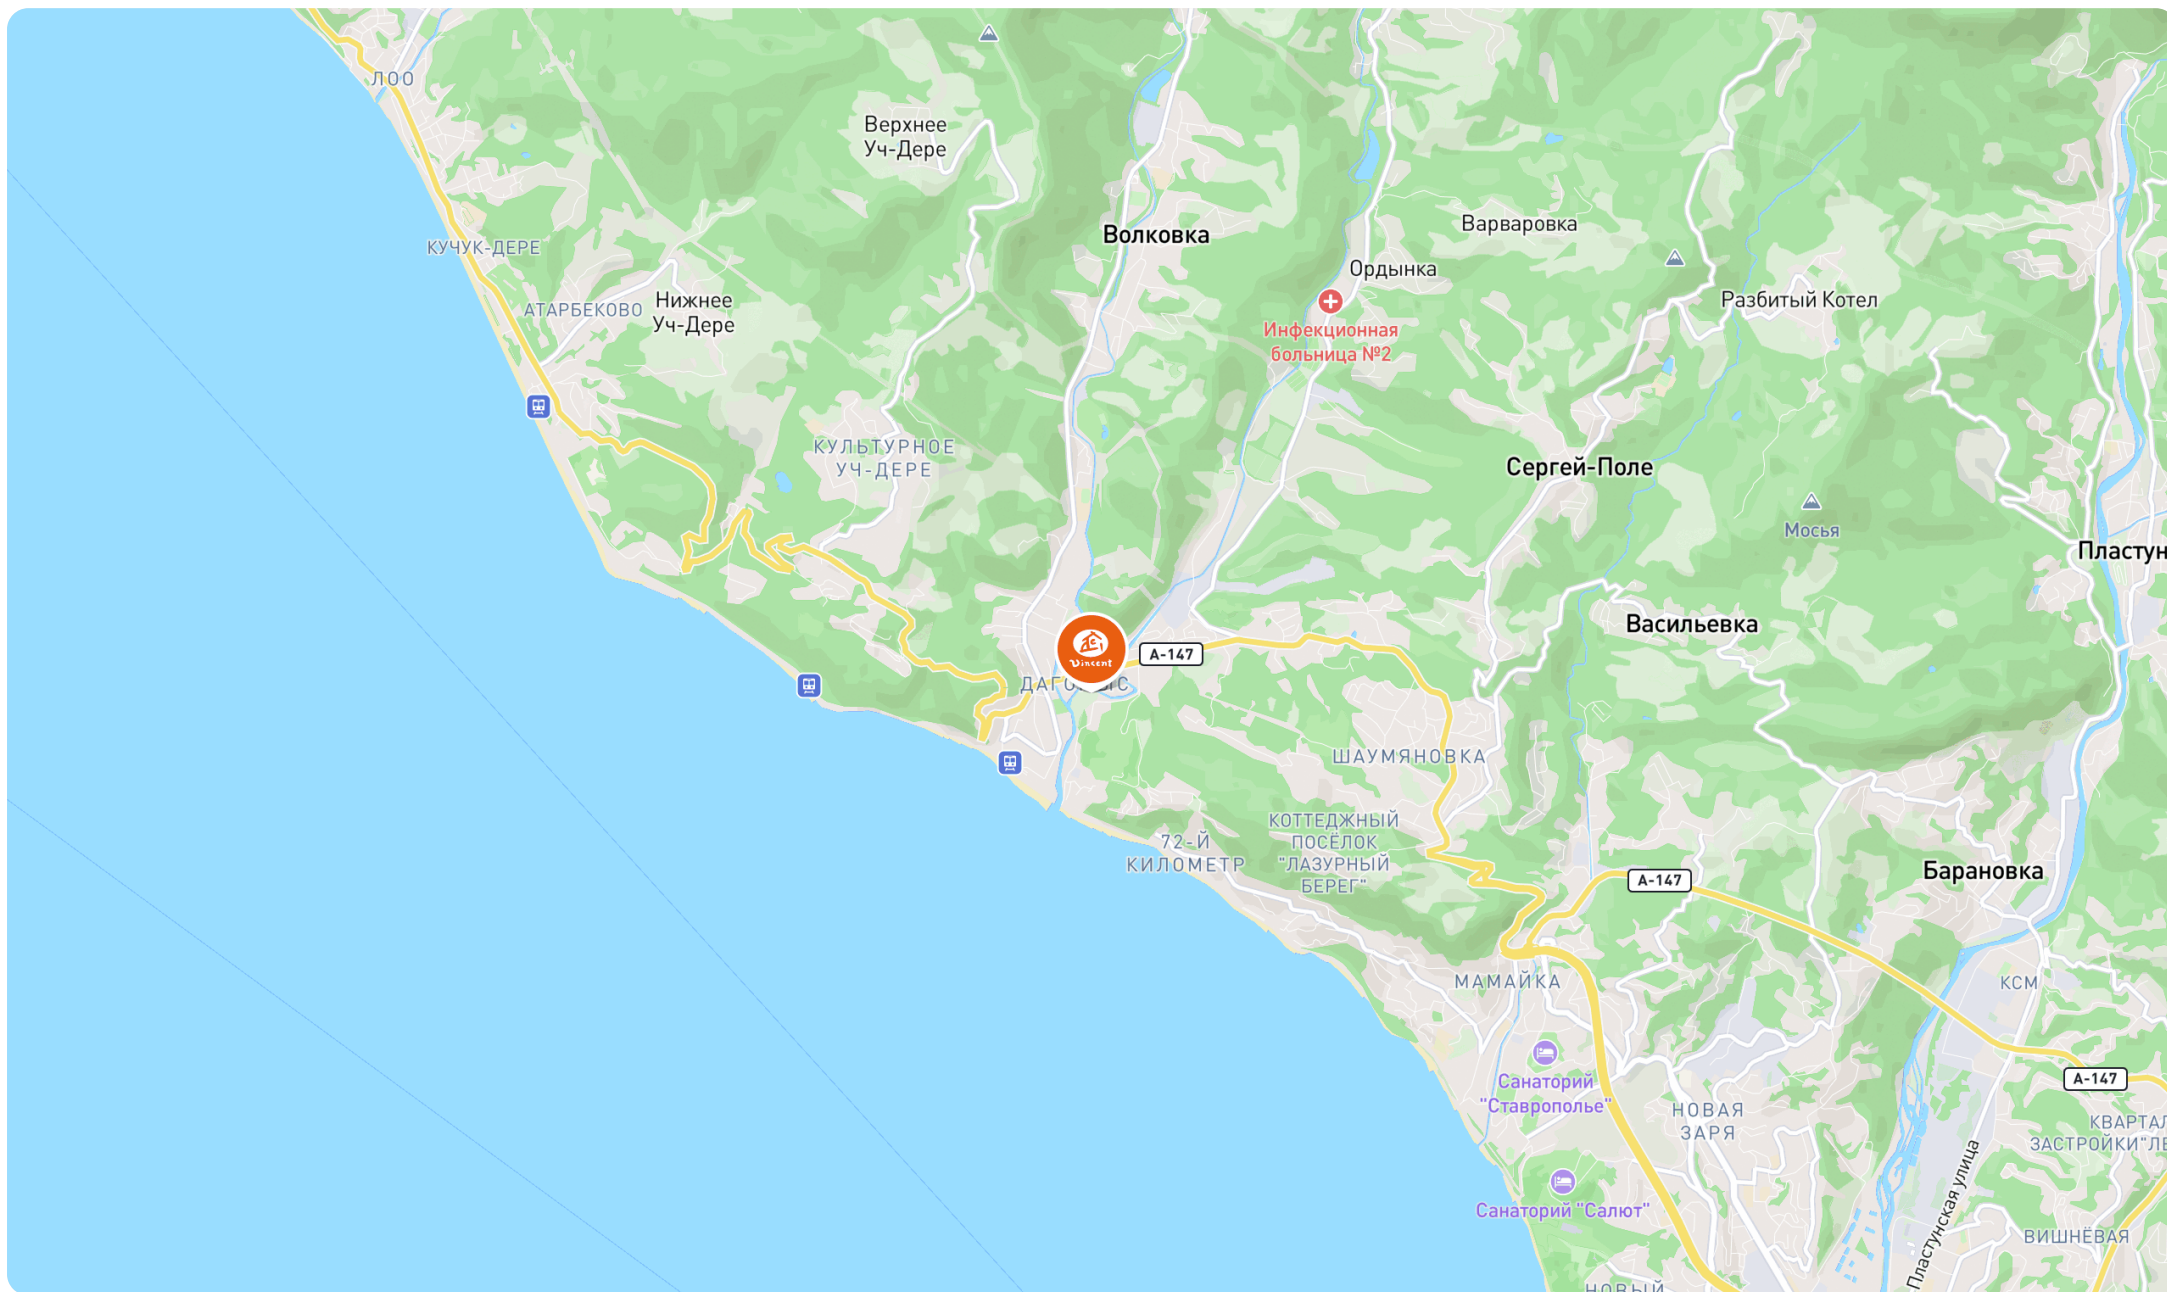 ЛОО
Верхнее
Уч-Дере
КУЧУК-ДЕРЕ
Волковка
Варваровка
Ордынка
АТАРБЕКОВО
Нижнее
Уч-Дере
Разбитый Котел
Инфекционная
больница №2
КУЛЬТУРНОЕ
УЧ-ДЕРЕ
Сергей-Поле
Мосья
Пластун
Васильевка
Vincent
А-147
ДАГОМЫС
ШАУМЯНОВКА
КОТТЕДЖНЫЙ
ПОСЁЛОК
"ЛАЗУРНЫЙ
БЕРЕГ"
72-Й
КИЛОМЕТР
А-147
Барановка
МАМАЙКА
КСМ
Санаторий
"Ставрополье"
А-147
НОВАЯ
ЗАРЯ
КВАРТАЛ
ЗАСТРОЙКИ"ЛЕ
Пластунская улица
Санаторий "Салют"
ВИШНЁВАЯ
НОВЫЙ